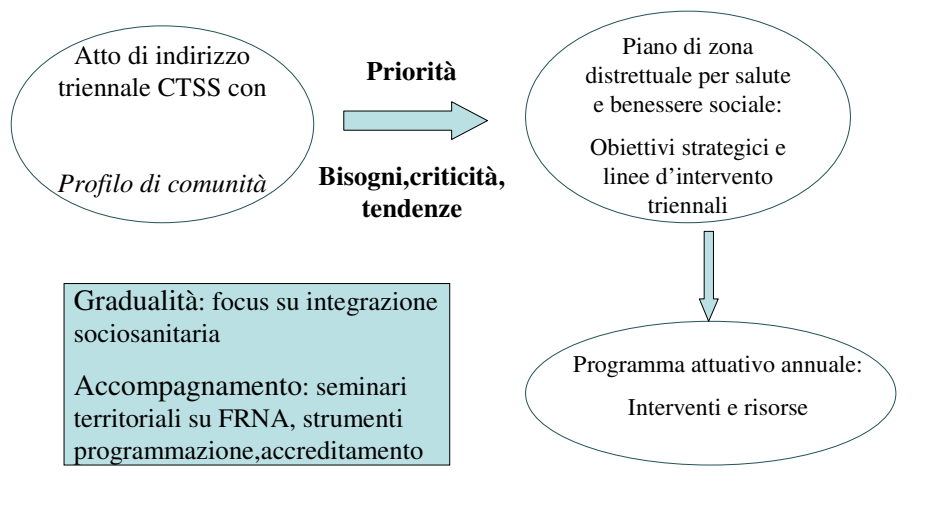 Atto di indirizzo
triennale CTSS con
Profilo di comunità
Priorità
Bisogni,criticità,
tendenze
Piano di zona
distrettuale per salute
e benessere sociale:
Obiettivi strategici e
linee d’intervento
triennali
Gradualità: focus su integrazione
sociosanitaria
Accompagnamento: seminari
territoriali su FRNA, strumenti
programmazione,accreditamento
Programma attuativo annuale:
Interventi e risorse